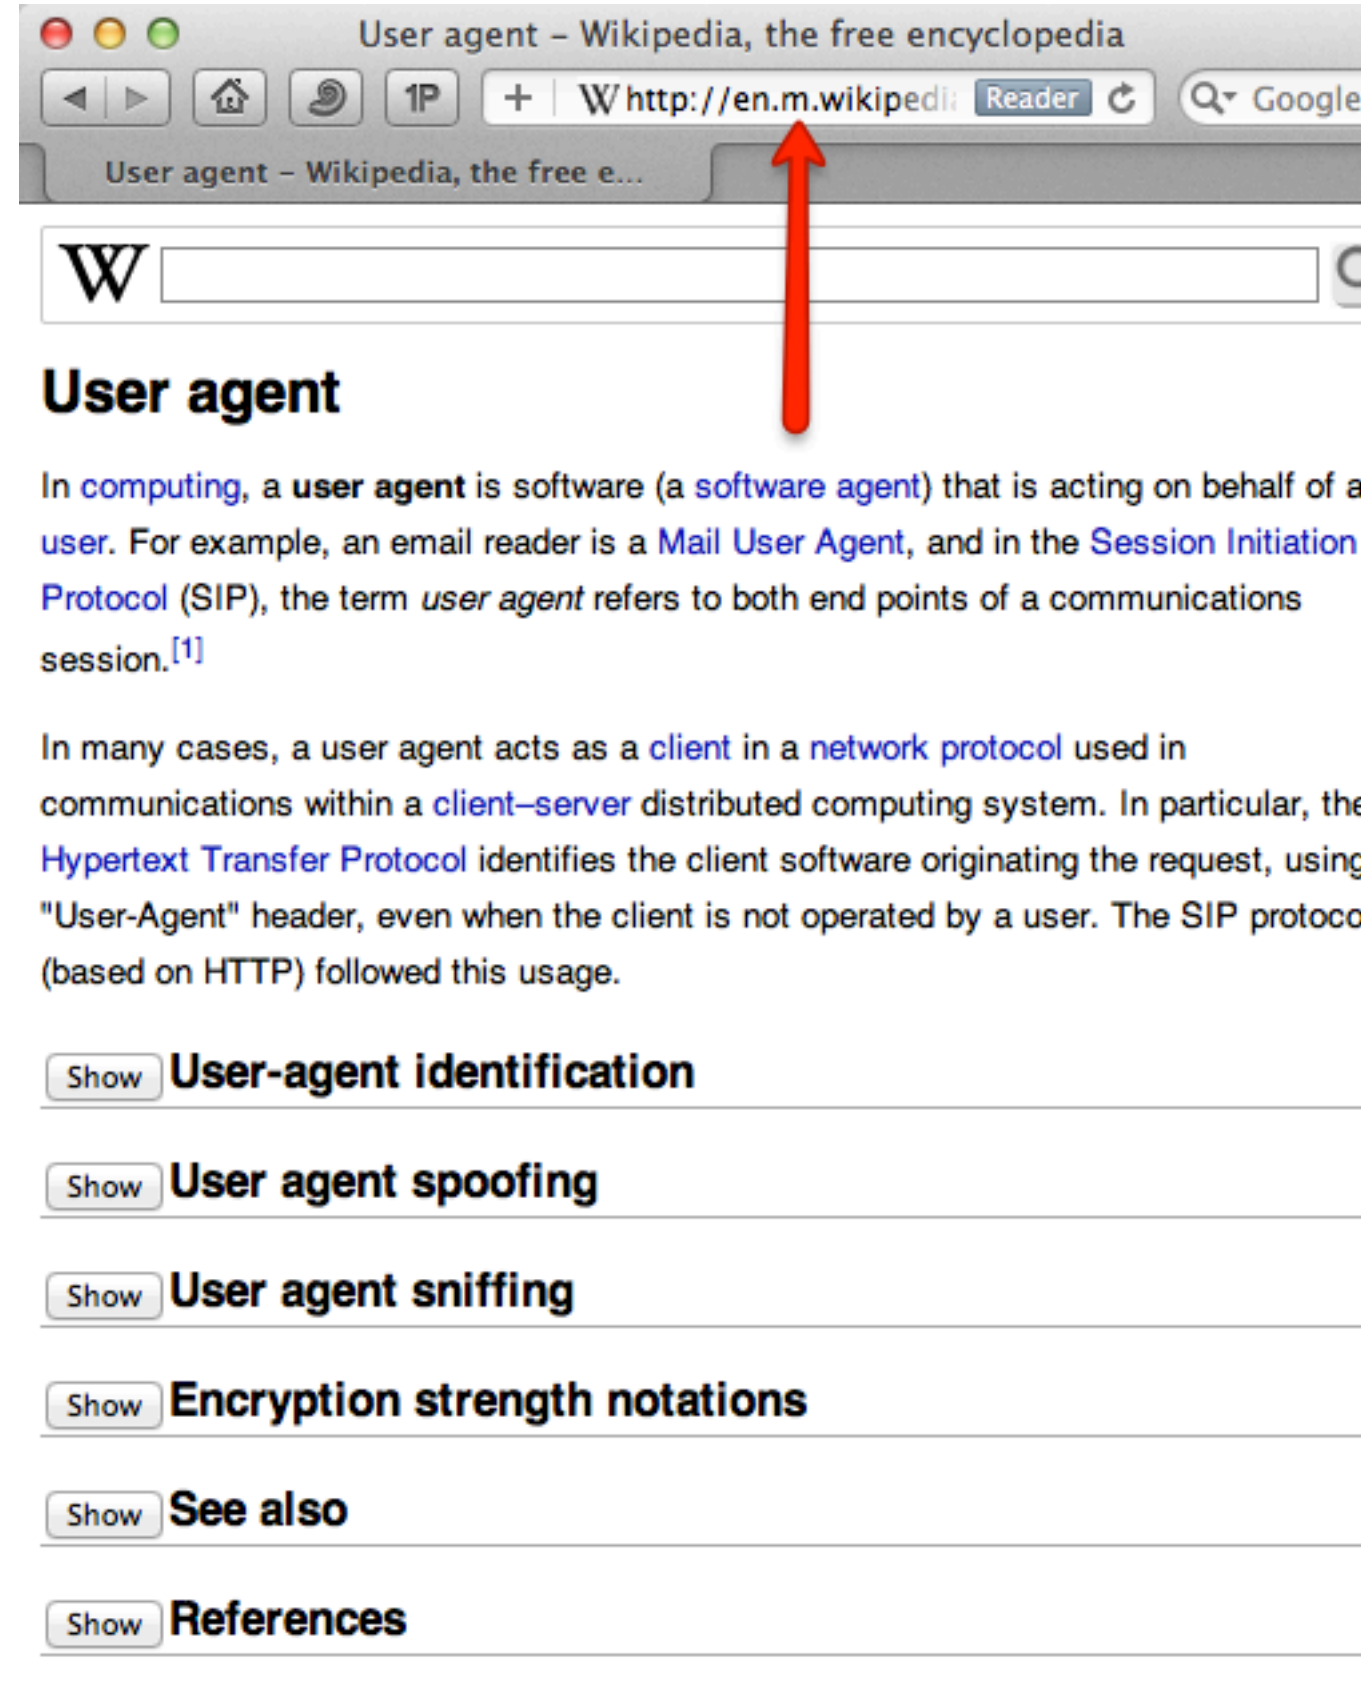 User agent – Wikipedia, the free encyclopedia
1P + W http://en.m.wikipedi Reader Google
User agent – Wikipedia, the free e...
W
User agent
In computing, a user agent is software (a software agent) that is acting on behalf of a
user. For example, an email reader is a Mail User Agent, and in the Session Initiation
Protocol (SIP), the term user agent refers to both end points of a communications
session.[1]
In many cases, a user agent acts as a client in a network protocol used in
communications within a client–server distributed computing system. In particular, the
Hypertext Transfer Protocol identifies the client software originating the request, using
"User-Agent" header, even when the client is not operated by a user. The SIP protoco
(based on HTTP) followed this usage.
Show User-agent identification
Show User agent spoofing
Show User agent sniffing
Show Encryption strength notations
Show See also
Show References